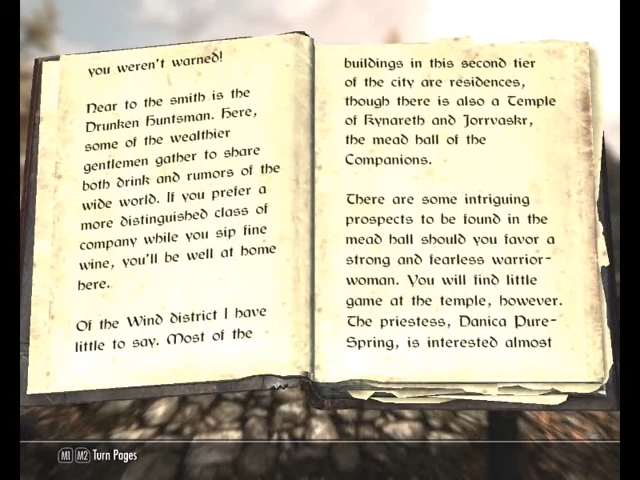 you weren't warned!
Near to the smith is the
Drunken Huntsman. Here,
some of the wealthier
gentlemen gather to share
both drink and rumors of the
wide world. If you prefer a
more distinguished class of
company while you sip fine
wine, you'll be well at home
here.
Of the Wind district I have
little to say. Most of the
buildings in this second tier
of the city are residences,
though there is also a Temple
of Kynareth and Jorrvaskr,
the mead hall of the
Companions.
There are some intriguing
prospects to be found in the
mead hall should you favor a
strong and fearless warrior-
woman. You will find little
game at the temple, however.
The priestess, Danica Pure-
Spring, is interested almost
M1 M2 Turn Pages